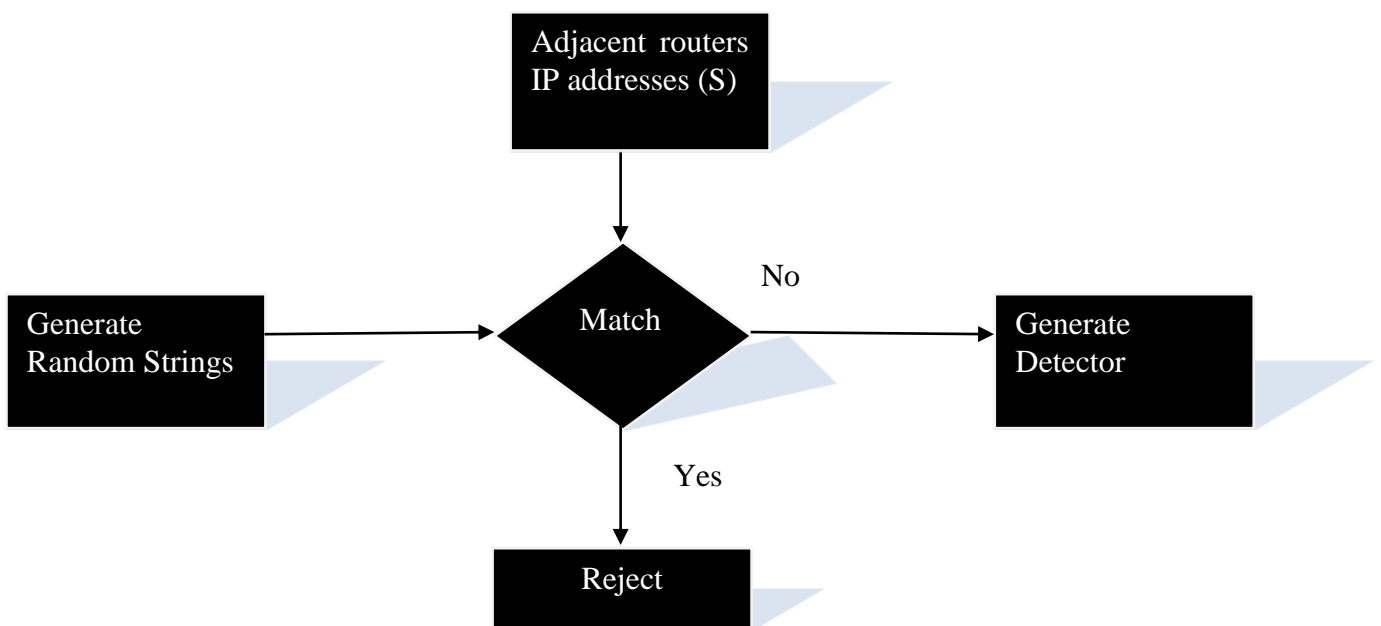 Adjacent routers
IP addresses (S)
No
Generate
Random Strings
Match
Generate
Detector
Yes
Reject